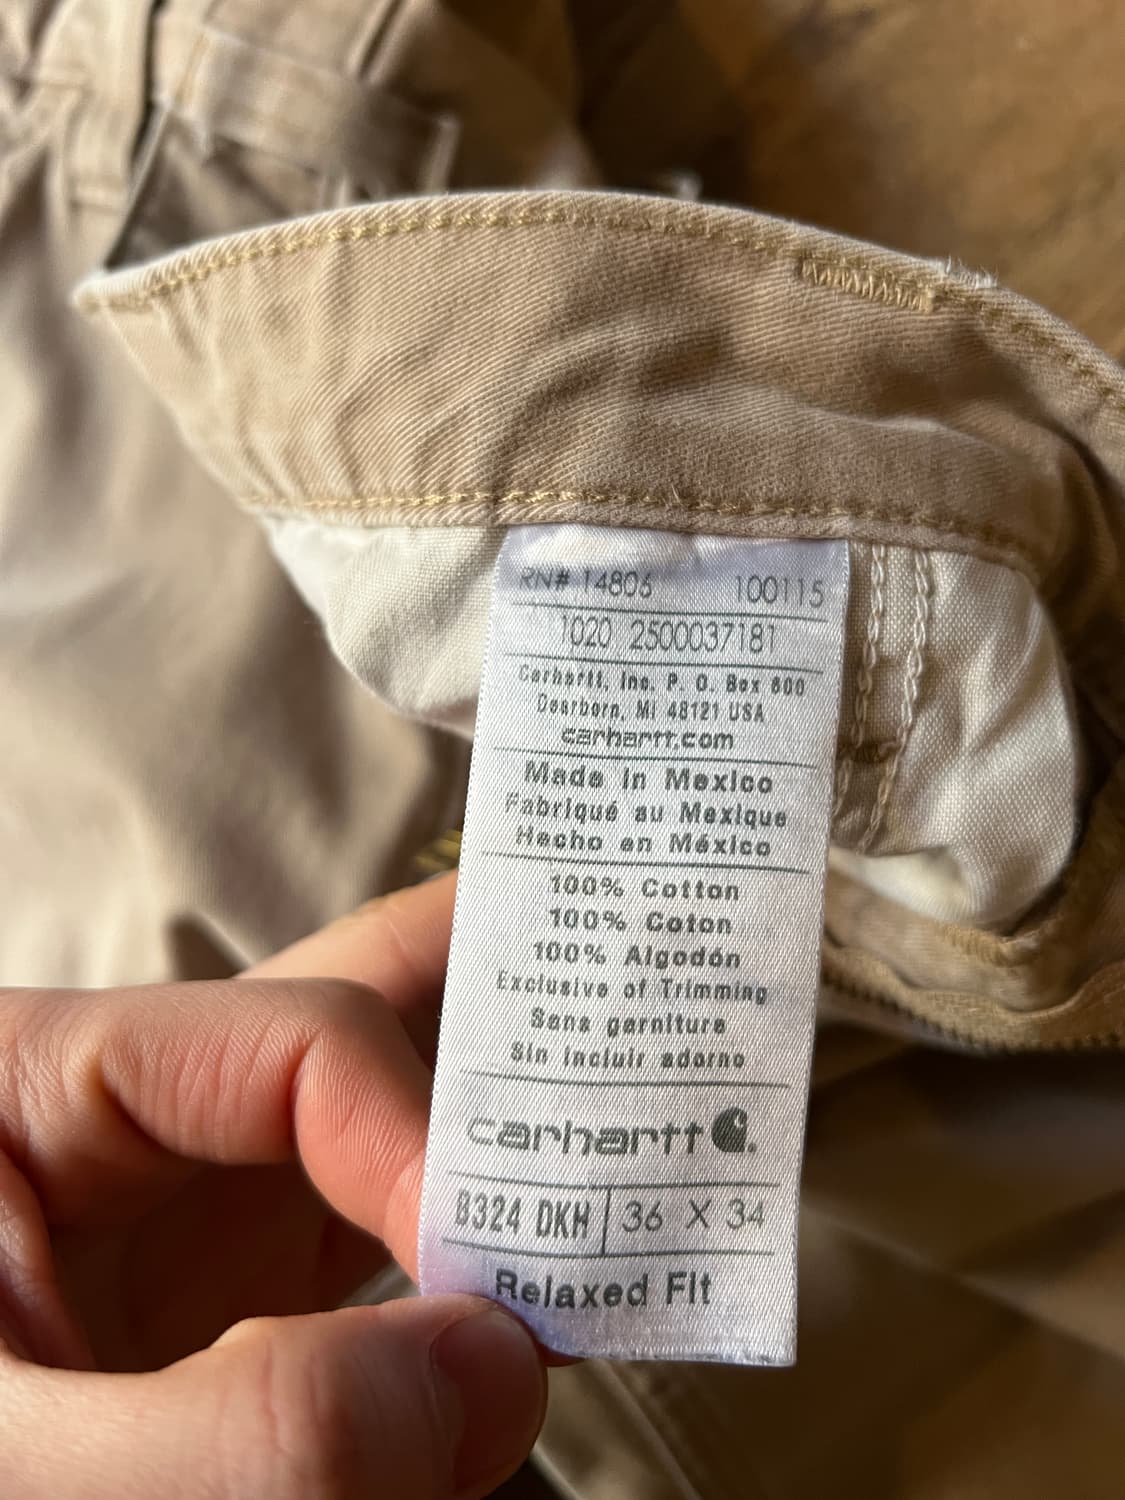 RN# 14806 100115
1020 2500037181
Carhartt, Inc. P. O. Box 600
Dearborn, MI 48121 USA
carhartt.com
Made in Mexico
Fabriqué au Mexique
Hecho en México
100% Cotton
100% Coton
100% Algodón
Exclusive of Trimming
Sans garniture
Sin incluir adorno
carhartt
B324 DKH 36 X 34
Relaxed Fit